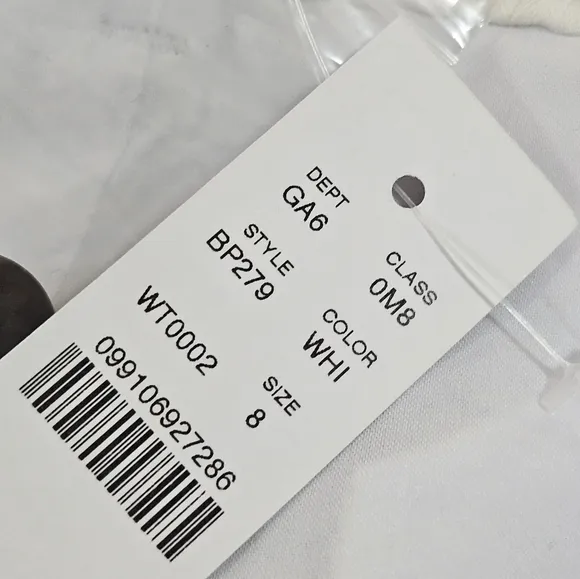 DEPT CLASS
GA6 0M8
STYLE COLOR
BP279 WHI
WT0002 SIZE
8
099106927286